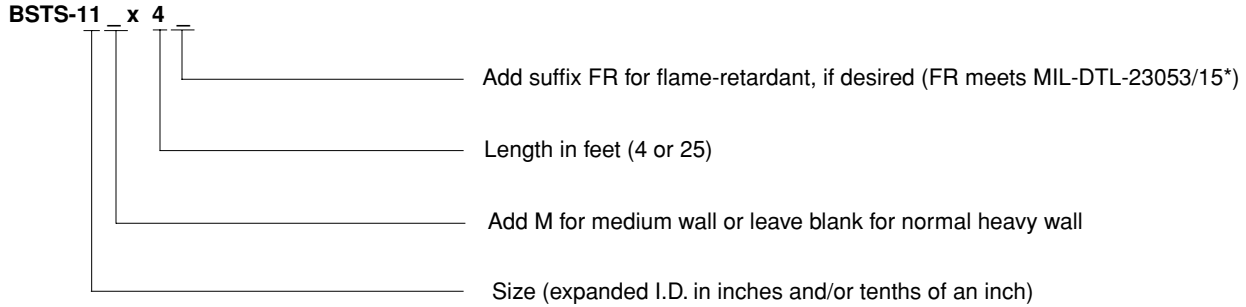 BSTS-11 _ x 4 _
Add suffix FR for flame-retardant, if desired (FR meets MIL-DTL-23053/15*)
Length in feet (4 or 25)
Add M for medium wall or leave blank for normal heavy wall
Size (expanded I.D. in inches and/or tenths of an inch)